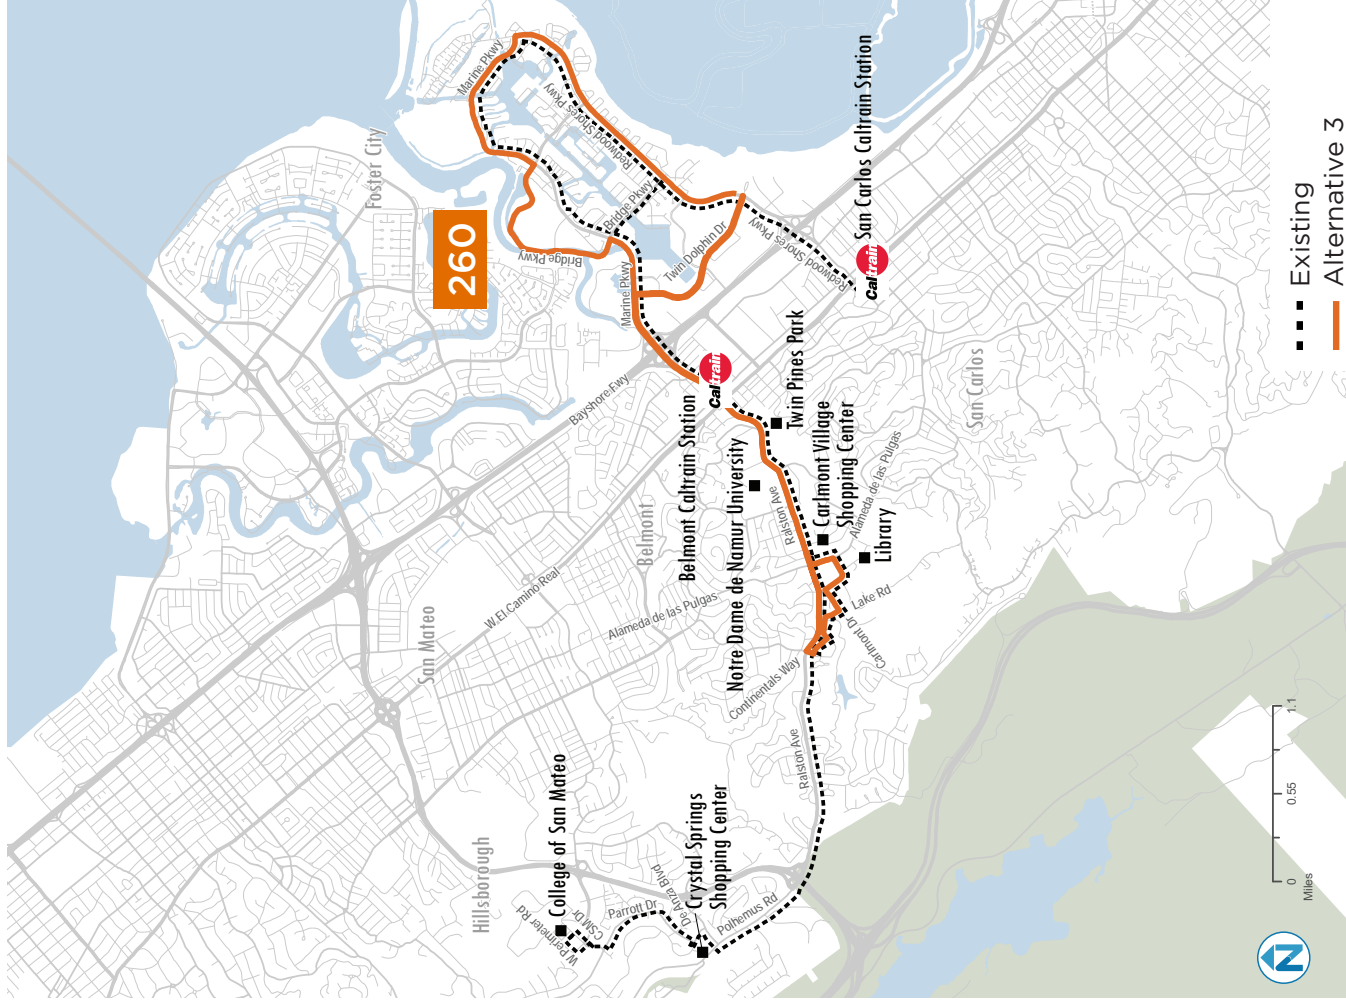 Existing
Alternative 3
260
Foster City
Marine Pkwy
Redwood Shores Pkwy
Redwood Shores Pkwy
Bridge Pkwy
Bridge Pkwy
Marine Pkwy
Twin Dolphin Dr
Redwood Shores Pkwy
Caltrain
San Carlos Caltrain Station
Bayshore Fwy
Caltrain
Belmont Caltrain Station
Twin Pines Park
Notre Dame de Namur University
Carlmont Village
Shopping Center
Library
San Carlos
Belmont
Ralston Ave
Alameda de las Pulgas
Alameda de las Pulgas
W El Camino Real
San Mateo
Lake Rd
Carlmont Dr
Continentals Way
Ralston Ave
Hillsborough
College of San Mateo
W Perimeter Rd
CSM Dr
Parrott Dr
De Anza Blvd
Crystal Springs
Shopping Center
Polhemus Rd
0
0.55
1.1
Miles
N